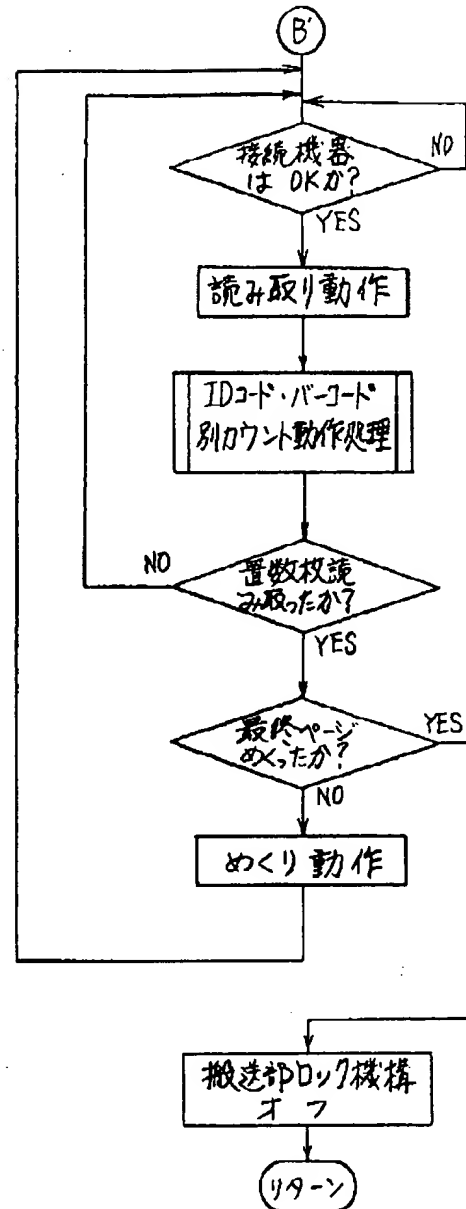 B'
接続機器
は OKか?
NO
YES
読み取り動作
IDコード・バーコード
別カウント動作処理
NO
置数枚読
み取ったか?
YES
最終ページ
めくったか?
YES
NO
めくり動作
搬送部ロック機構
オフ
リターン